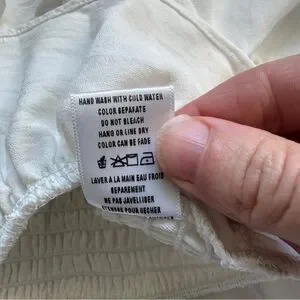 HAND WASH WITH COLD WATER
COLOR SEPARATE
DO NOT BLEACH
HANG OR LINE DRY
COLOR CAN BE FADE
LAVER A LA MAIN EAU FROID
SEPAREMENT
NE PAS JAVELLISER
ETENDRE POUR SECHER